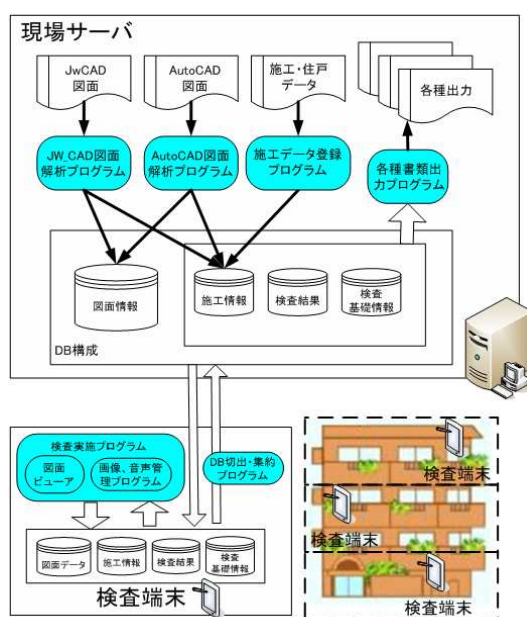 現場サーバ
JwCAD
図面
AutoCAD
図面
施工・住戸
データ
各種出力
JW_CAD図面
解析プログラム
AutoCAD図面
解析プログラム
施工データ登録
プログラム
各種書類出
力プログラム
図面情報
施工情報
検査結果
検査
基礎情報
DB構成
検査実施プログラム
図面
ビューア
画像、音声管
理プログラム
DB切出・集約
プログラム
図面データ
施工情報
検査結果
検査
基礎情報
検査端末
検査端末
検査端末
検査端末